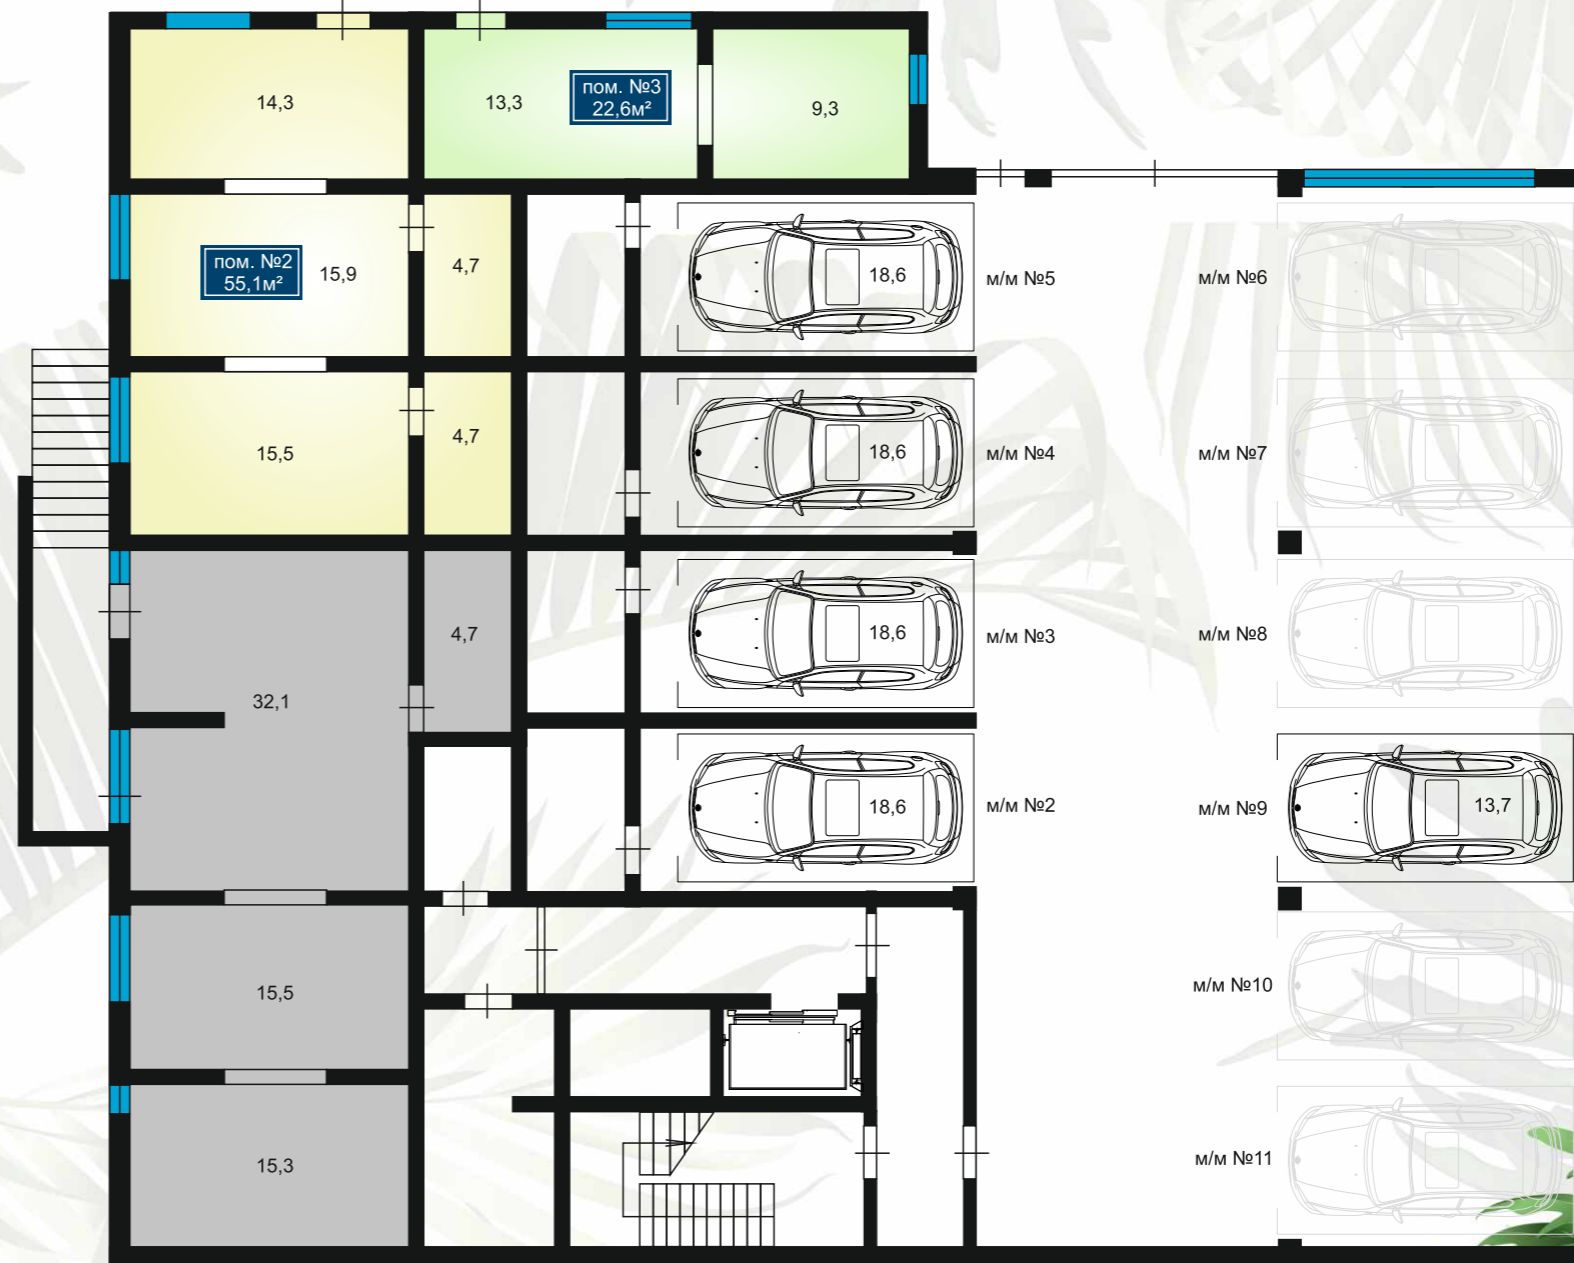 14,3
13,3
пом. №3
22,6м²
9,3
пом. №2
55,1м²
15,9
4,7
18,6
м/м №5
м/м №6
15,5
4,7
18,6
м/м №4
м/м №7
4,7
18,6
м/м №3
м/м №8
32,1
18,6
м/м №2
м/м №9
13,7
15,5
м/м №10
15,3
м/м №11